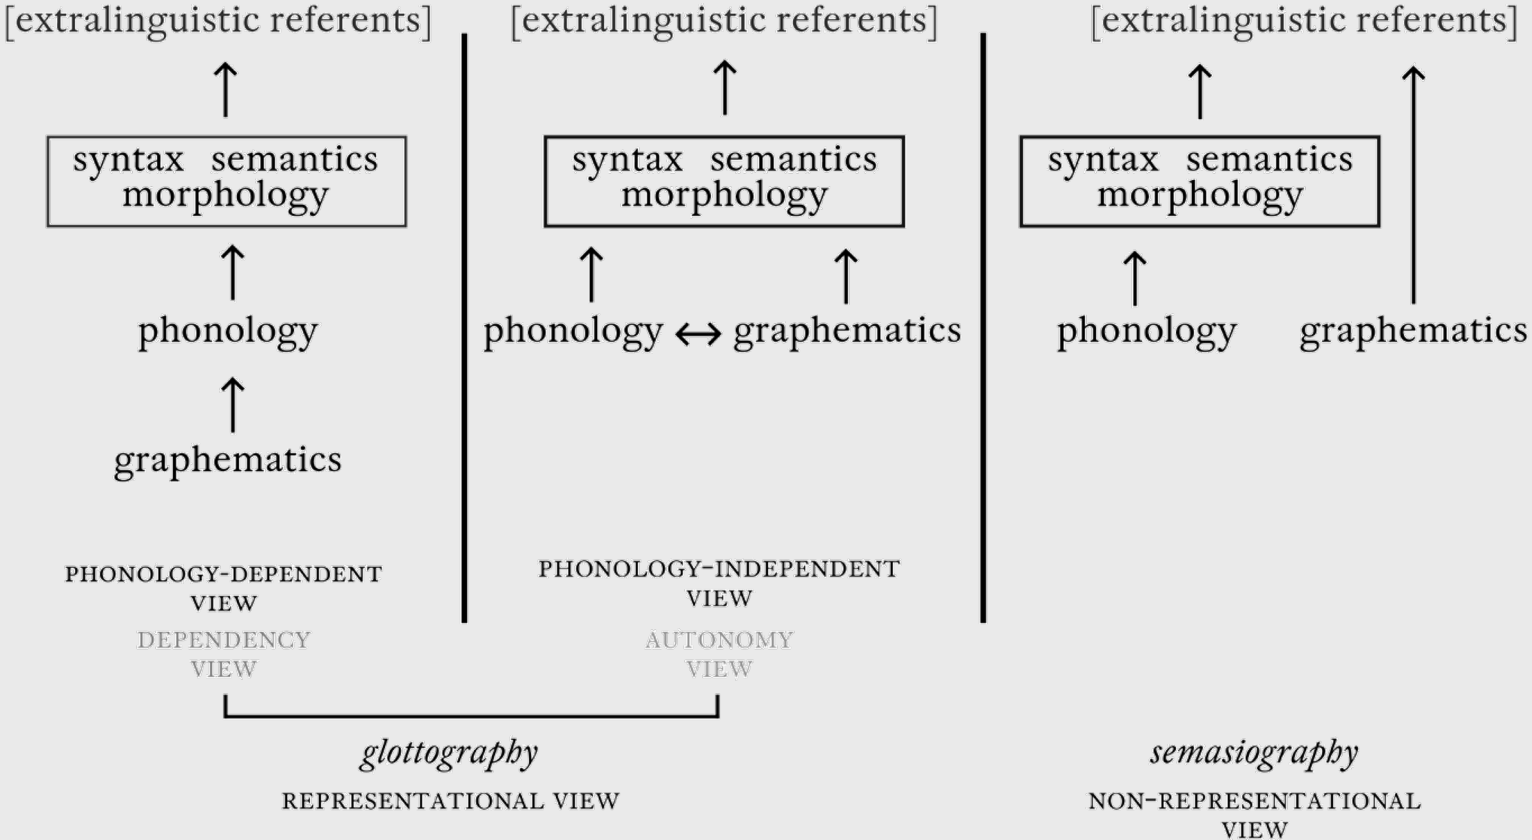 [extralinguistic referents]
syntax semantics
morphology
phonology
graphematics
PHONOLOGY-DEPENDENT
VIEW
DEPENDENCY
VIEW
[extralinguistic referents]
syntax semantics
morphology
phonology ↔ graphematics
PHONOLOGY-INDEPENDENT
VIEW
AUTONOMY
VIEW
glottography
REPRESENTATIONAL VIEW
[extralinguistic referents]
syntax semantics
morphology
phonology graphematics
semasiography
NON-REPRESENTATIONAL
VIEW